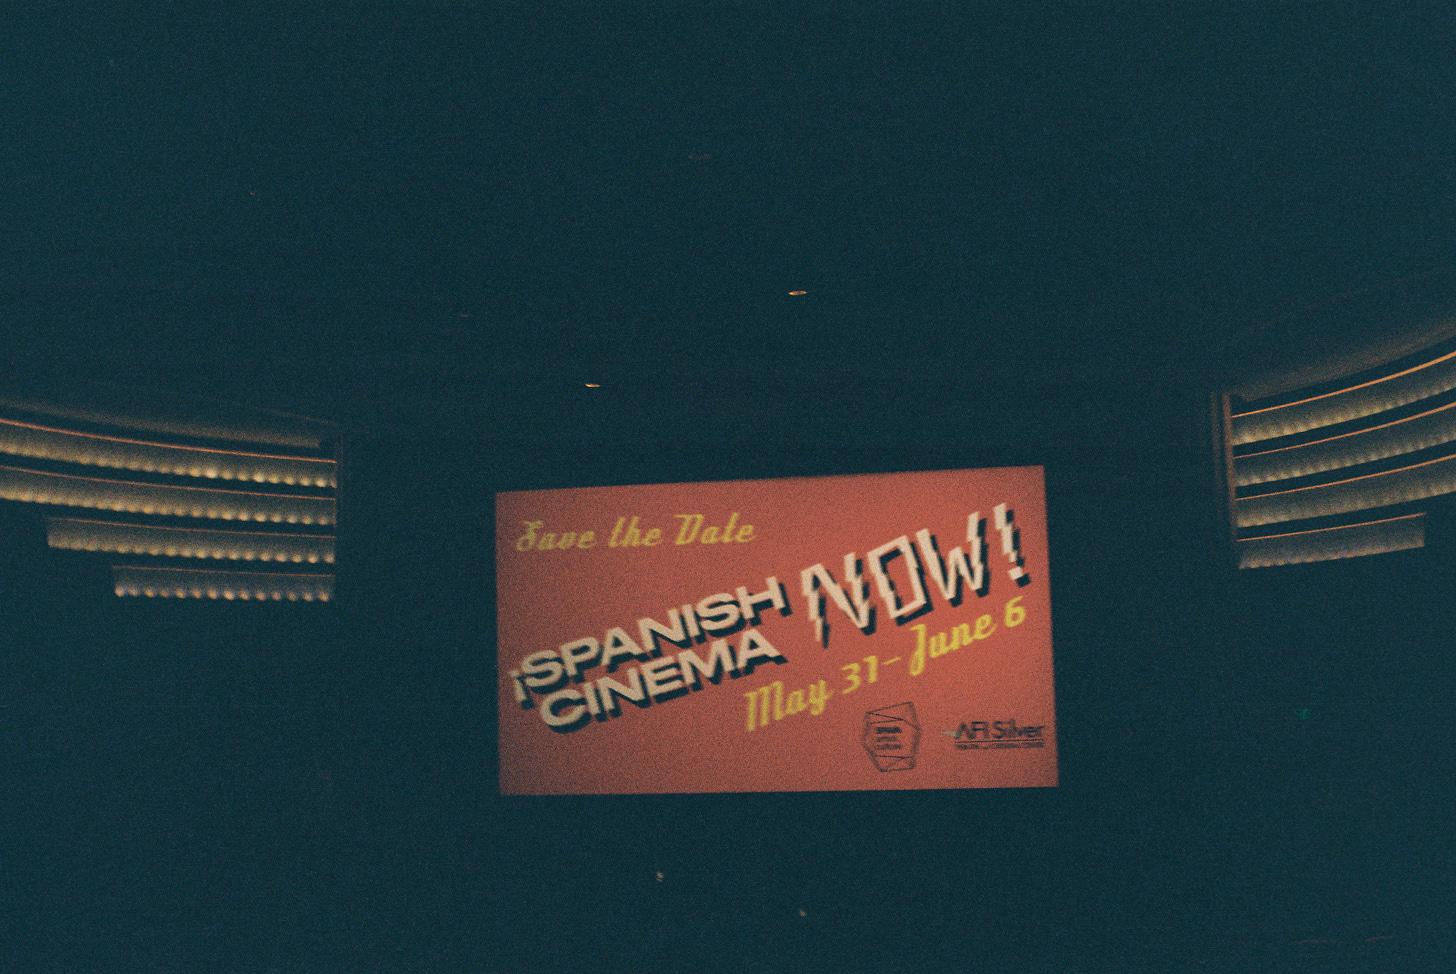 Save the Date
¡SPANISH
CINEMA NOW!
May 31-June 6
AFI Silver